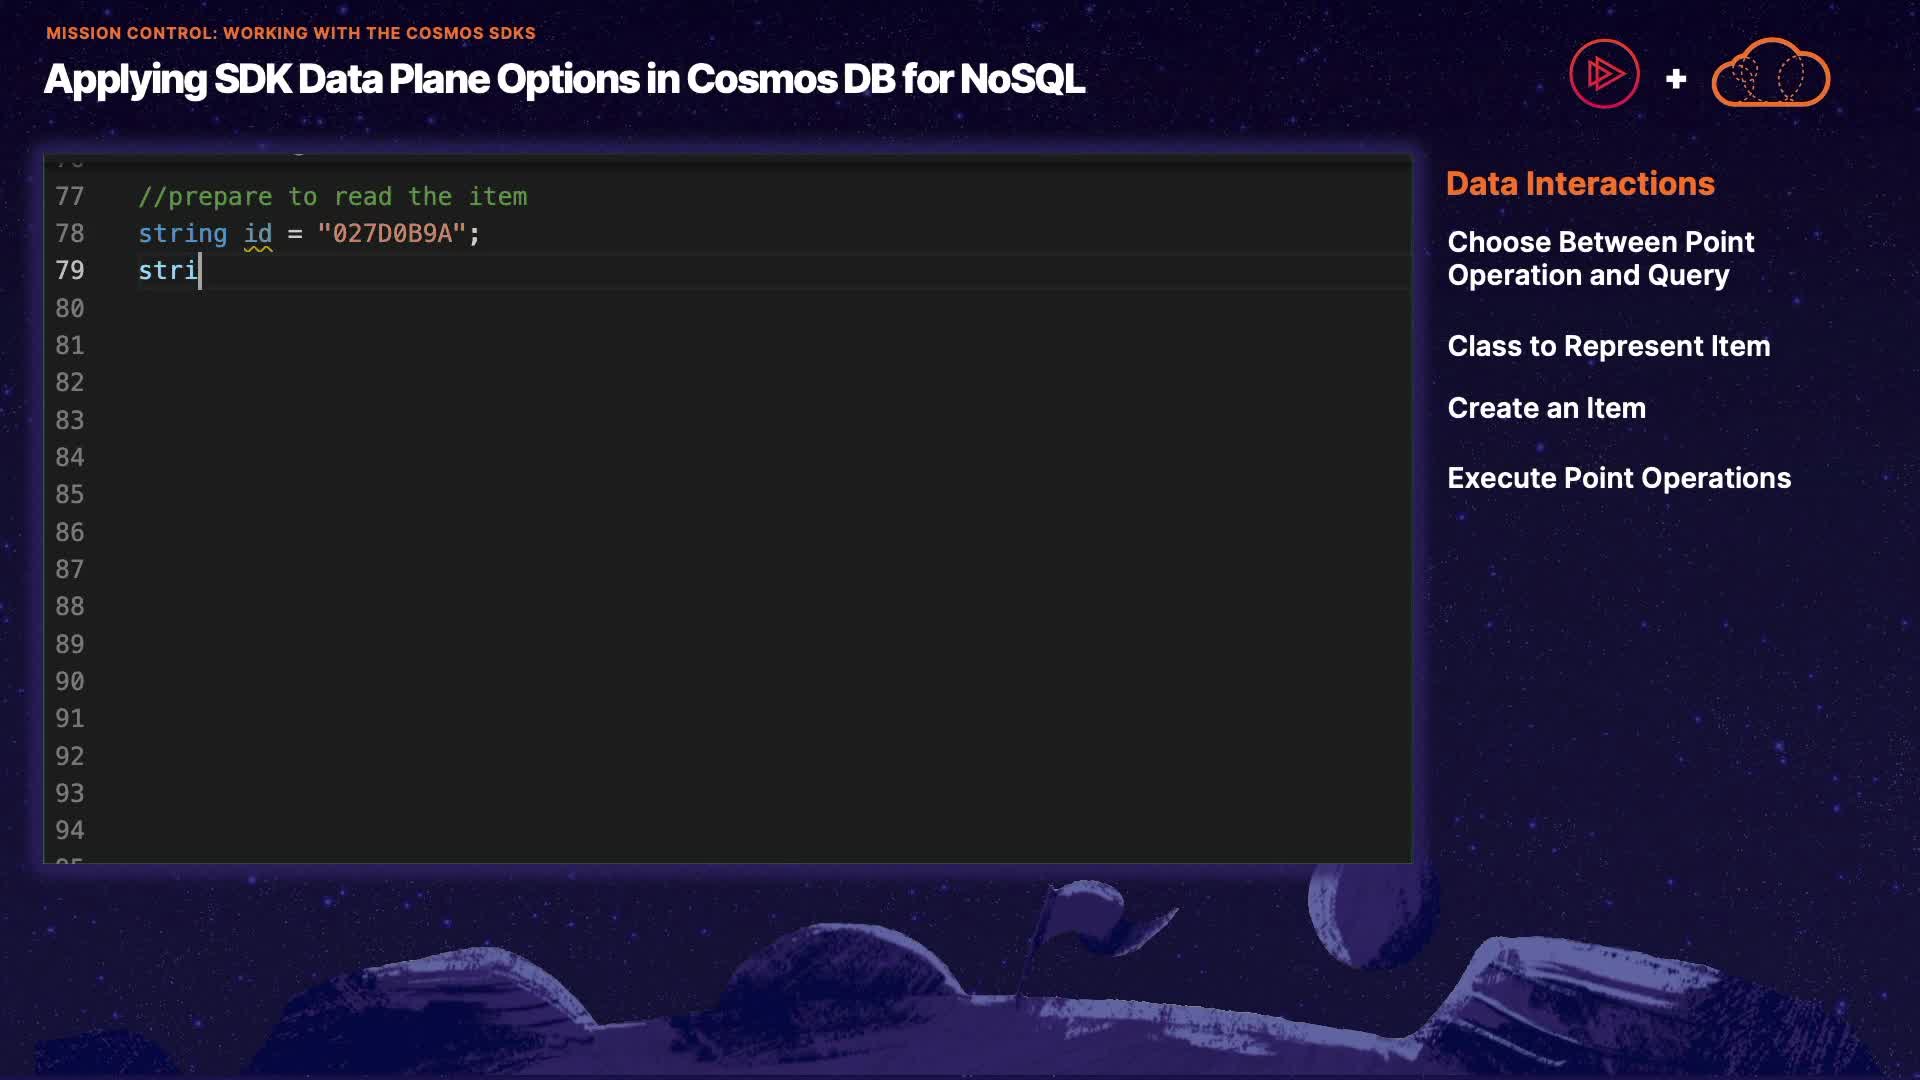 MISSION CONTROL: WORKING WITH THE COSMOS SDKS
Applying SDK Data Plane Options in Cosmos DB for NoSQL
77 //prepare to read the item
78 string id = "027D0B9A";
79 stri
80
81
82
83
84
85
86
87
88
89
90
91
92
93
94
Data Interactions
Choose Between Point
Operation and Query
Class to Represent Item
Create an Item
Execute Point Operations